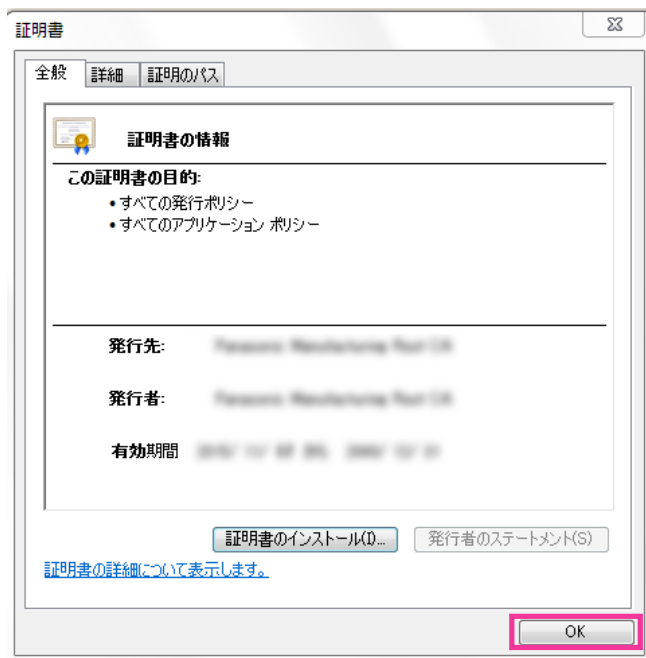 証明書
全般 詳細 証明のパス
証明書の情報
この証明書の目的:
• すべての発行ポリシー
• すべてのアプリケーション ポリシー
発行先:
発行者:
有効期間
証明書のインストール(I)... 発行者のステートメント(S)
証明書の詳細について表示します。
OK